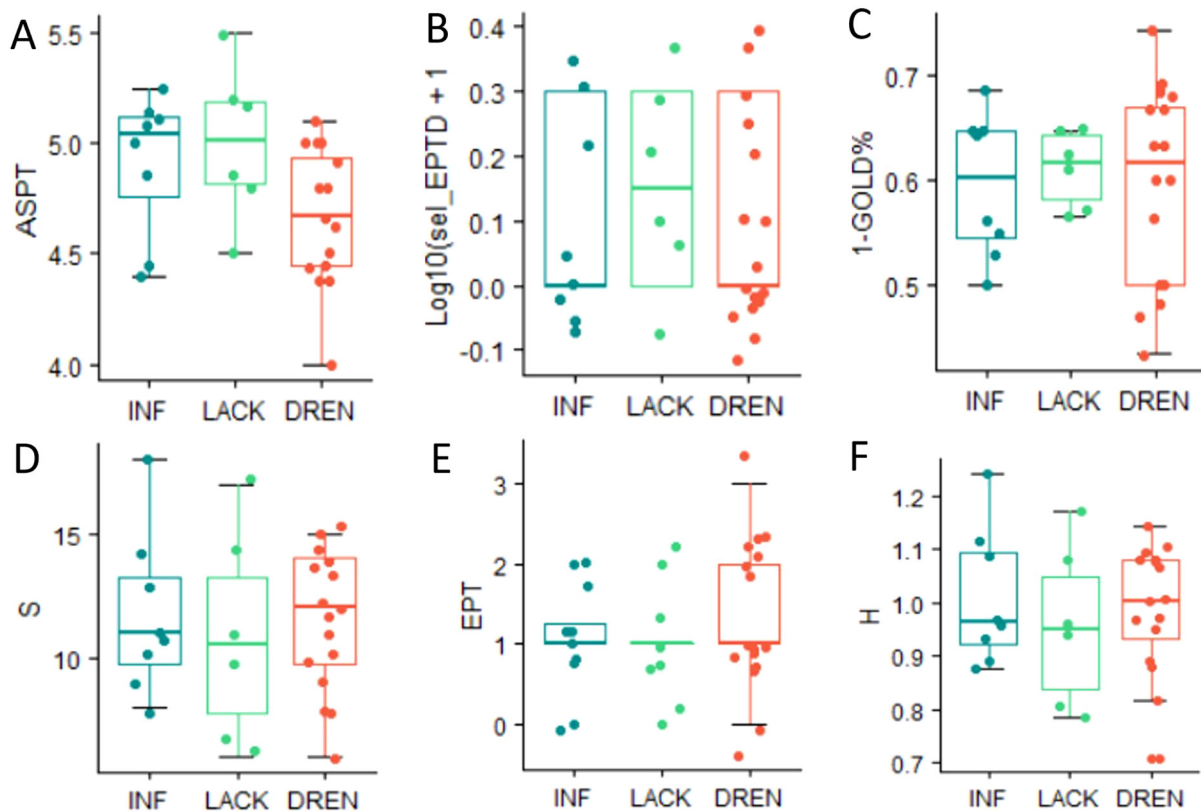 A
ASPT
5.5
5.0
4.5
4.0
INF LACK DREN
B
Log10(sel_EPTD + 1
0.4
0.3
0.2
0.1
0.0
-0.1
INF LACK DREN
C
1-GOLD%
0.7
0.6
0.5
INF LACK DREN
D
S
15
10
INF LACK DREN
E
EPT
3
2
1
0
INF LACK DREN
F
H
1.2
1.1
1.0
0.9
0.8
0.7
INF LACK DREN